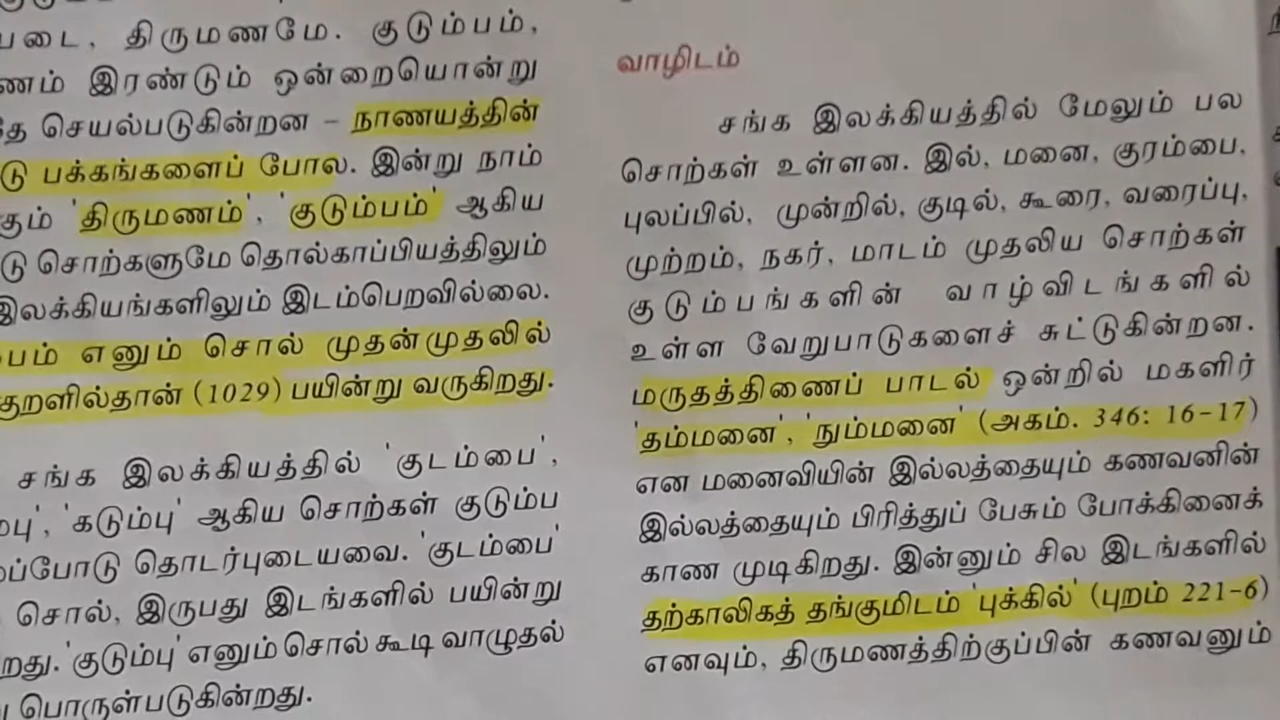 திருமணமே. குடும்பம்,
இரண்டும் ஒன்றையொன்று
செயல்படுகின்றன – நாணயத்தின்
பக்கங்களைப் போல. இன்று நாம்
'திருமணம்', 'குடும்பம்' ஆகிய
சொற்களுமே தொல்காப்பியத்திலும்
இலக்கியங்களிலும் இடம்பெறவில்லை.
எனும் சொல் முதன்முதலில்
குறளில்தான் (1029) பயின்று வருகிறது.
சங்க இலக்கியத்தில் 'குடம்பை',
'கடும்பு' ஆகிய சொற்கள் குடும்ப
தொடர்புடையவை. 'குடம்பை'
சொல், இருபது இடங்களில் பயின்று
'குடும்பு' எனும் சொல் கூடி வாழுதல்
பொருள்படுகின்றது.
வாழிடம்
சங்க இலக்கியத்தில் மேலும் பல
சொற்கள் உள்ளன. இல், மனை, குரம்பை,
புலப்பில், முன்றில், குடில், கூரை, வரைப்பு,
முற்றம், நகர், மாடம் முதலிய சொற்கள்
குடும்பங்களின் வாழ்விடங்களில்
உள்ள வேறுபாடுகளைச் சுட்டுகின்றன.
மருதத்திணைப் பாடல் ஒன்றில் மகளிர்
'தம்மனை', 'நும்மனை' (அகம். 346: 16-17)
என மனைவியின் இல்லத்தையும் கணவனின்
இல்லத்தையும் பிரித்துப் பேசும் போக்கினைக்
காண முடிகிறது. இன்னும் சில இடங்களில்
தற்காலிகத் தங்குமிடம் 'புக்கில்' (புறம் 221-6)
எனவும், திருமணத்திற்குப்பின் கணவனும்